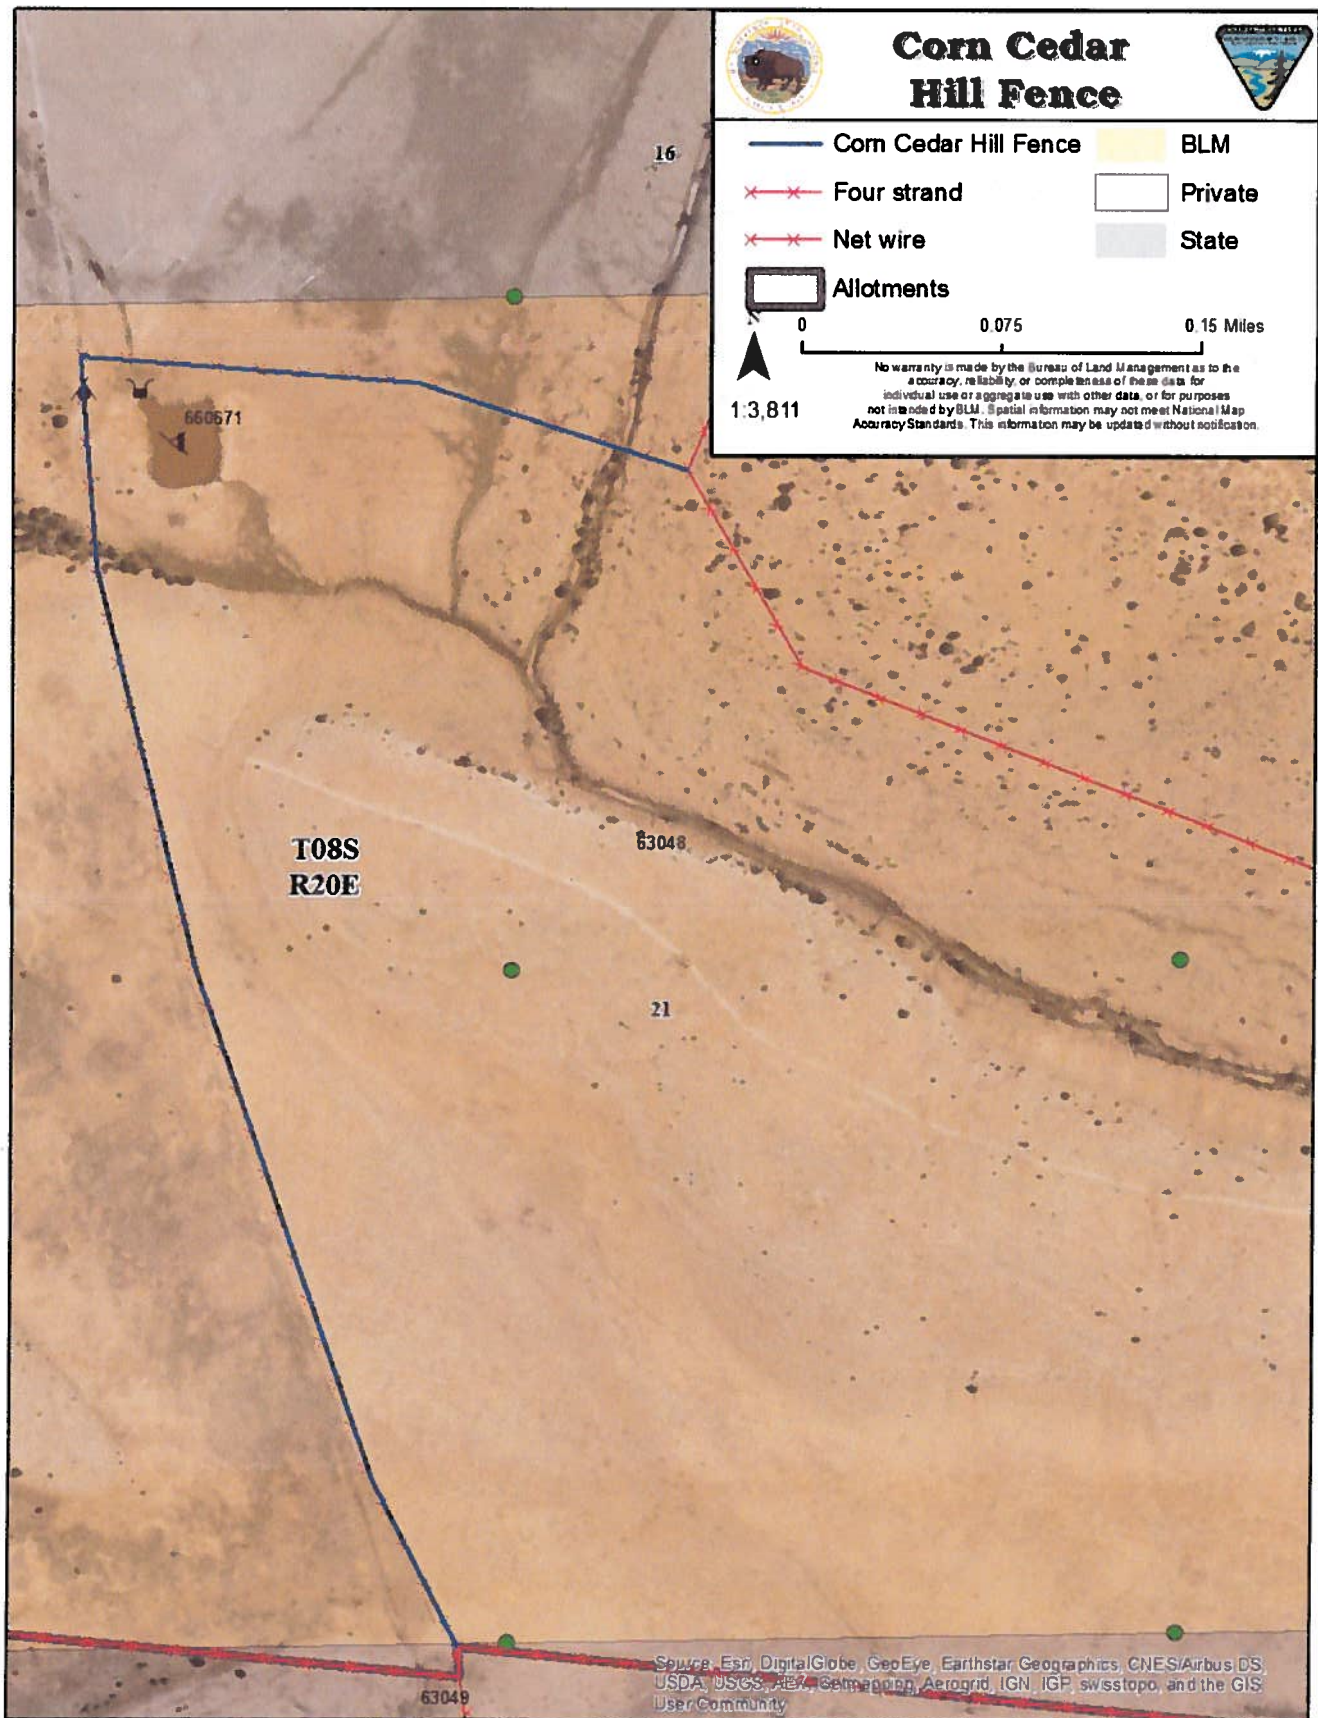 Corn Cedar
Hill Fence
Corn Cedar Hill Fence
BLM
Four strand
Private
Net wire
State
Allotments
N
0 0.075 0.15 Miles
1:3,811
No warranty is made by the Bureau of Land Management as to the
accuracy, reliability, or completeness of these data for
individual use or aggregate use with other data, or for purposes
not intended by BLM. Spatial information may not meet National Map
Accuracy Standards. This information may be updated without notification.
16
660671
63048
T08S
R20E
21
63049
Source: Esri, DigitalGlobe, GeoEye, Earthstar Geographics, CNES/Airbus DS,
USDA, USGS, AEX, Getmapping, Aerogrid, IGN, IGP, swisstopo, and the GIS
User Community